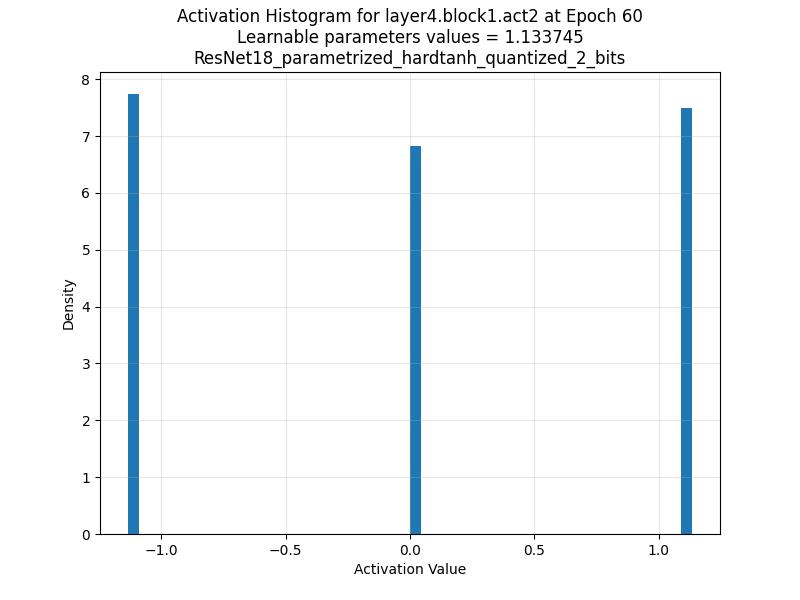 Activation Histogram for layer4.block1.act2 at Epoch 60
Learnable parameters values = 1.133745
ResNet18_parametrized_hardtanh_quantized_2_bits
8
7
6
5
4
3
2
1
0
Density
−1.0 −0.5 0.0 0.5 1.0
Activation Value